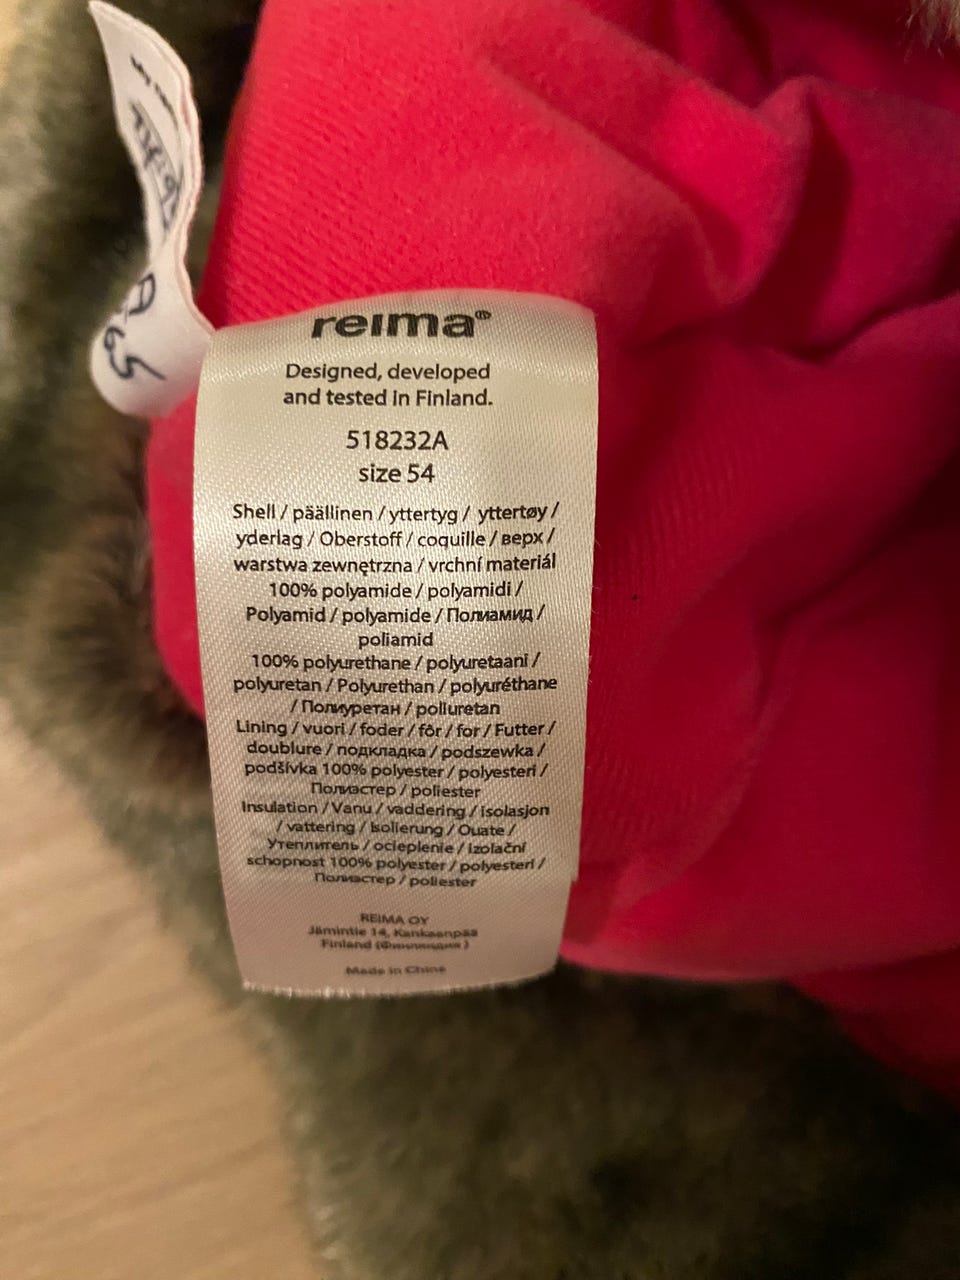 reima®
Designed, developed
and tested in Finland.
518232A
size 54
Shell / päällinen / yttertyg / yttertøy /
yderlag / Oberstoff / coquille / верх /
warstwa zewnętrzna / vrchní materiál
100% polyamide / polyamidi /
Polyamid / polyamide / Полиамид /
poliamid
100% polyurethane / polyuretaani /
polyuretan / Polyurethan / polyuréthane
/ Полиуретан / poliuretan
Lining / vuori / foder / fôr / for / Futter /
doublure / подкладка / podszewka /
podšívka 100% polyester / polyesteri /
Полиэстер / poliester
Insulation / Vanu / vaddering / isolasjon
/ vattering / Isolierung / Ouate /
Утеплитель / ocieplenie / Izolační
schopnost 100% polyester / polyesteri /
Полиэстер / poliester
REIMA OY
Jämintie 14, Kankaanpää
Finland (Финляндия)
Made in China
A
65